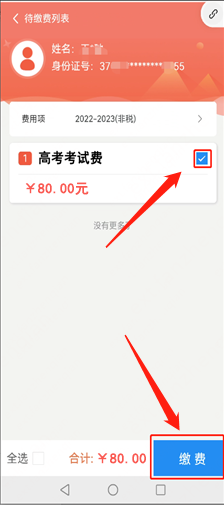 待缴费列表
姓名：
身份证号：37********55
费用项 2022-2023(非税)
1 高考考试费
￥80.00元
没有更多了
全选 合计: ￥80.00 缴费